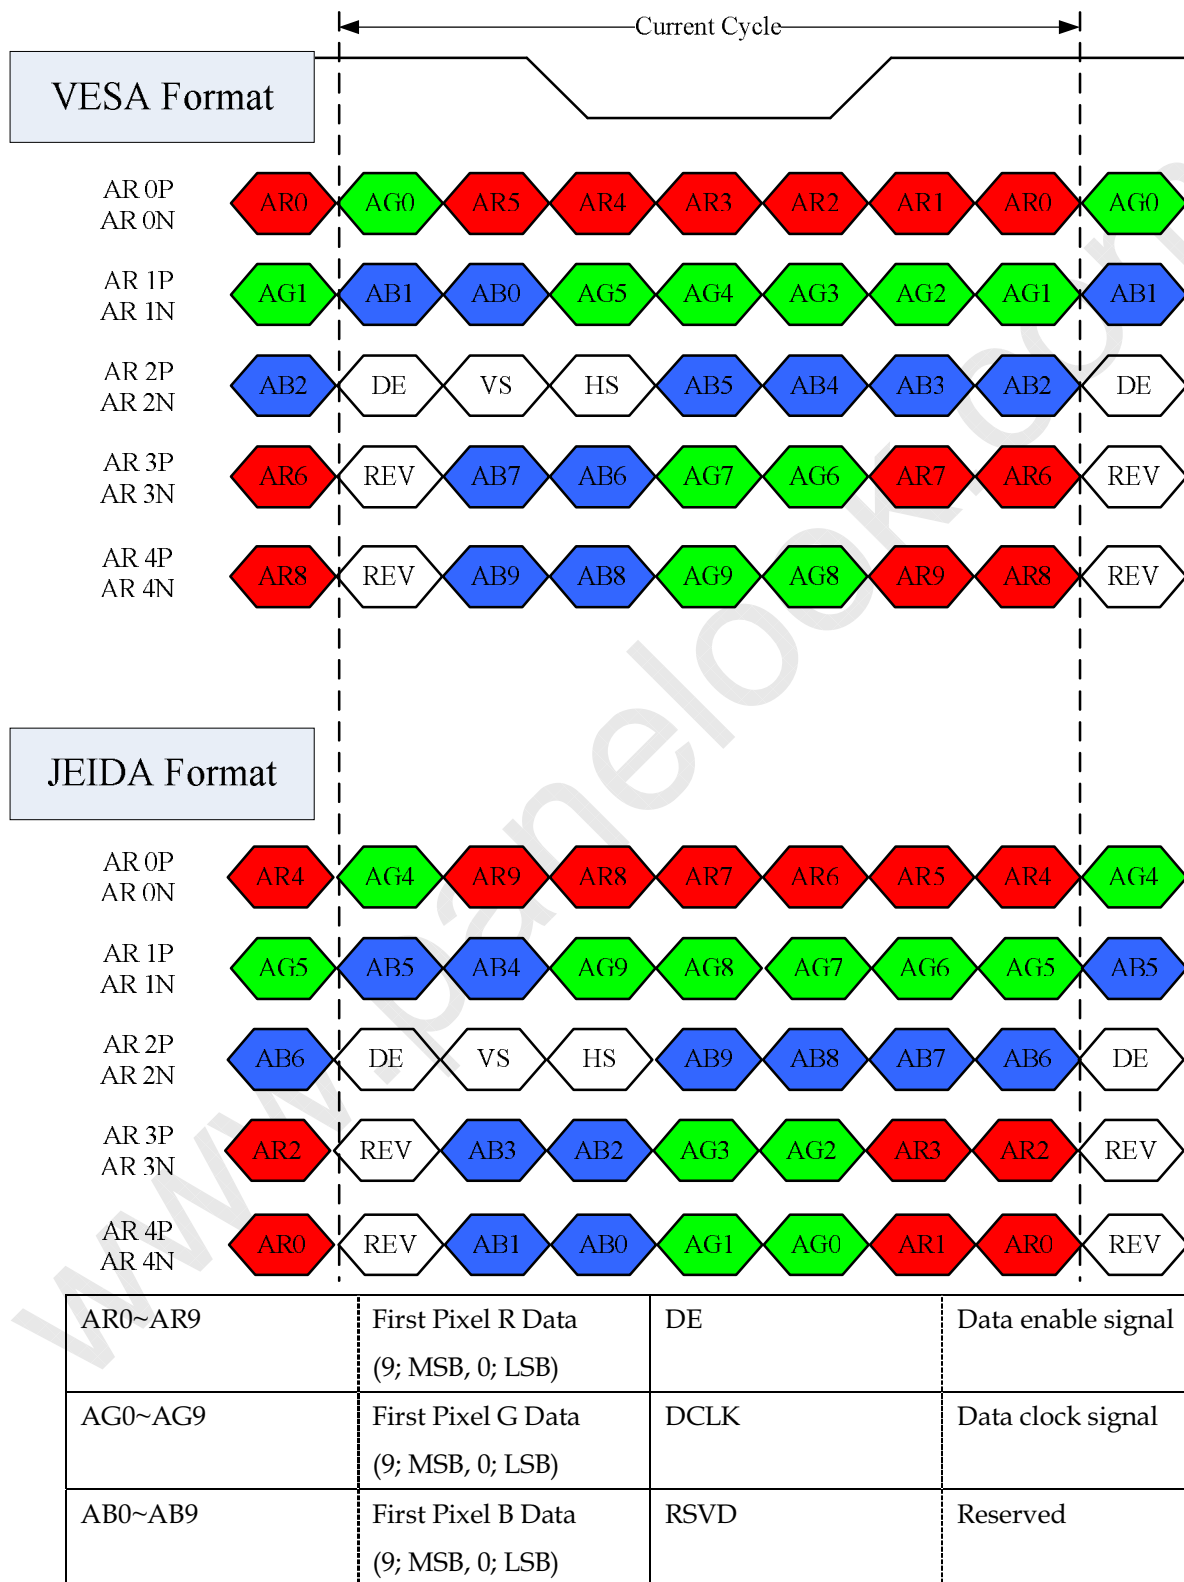 Current Cycle
VESA Format
AR 0P
AR 0N
AR0 AG0 AR5 AR4 AR3 AR2 AR1 AR0 AG0
AR 1P
AR 1N
AG1 AB1 AB0 AG5 AG4 AG3 AG2 AG1 AB1
AR 2P
AR 2N
AB2 DE VS HS AB5 AB4 AB3 AB2 DE
AR 3P
AR 3N
AR6 REV AB7 AB6 AG7 AG6 AR7 AR6 REV
AR 4P
AR 4N
AR8 REV AB9 AB8 AG9 AG8 AR9 AR8 REV
JEIDA Format
AR 0P
AR 0N
AR4 AG4 AR9 AR8 AR7 AR6 AR5 AR4 AG4
AR 1P
AR 1N
AG5 AB5 AB4 AG9 AG8 AG7 AG6 AG5 AB5
AR 2P
AR 2N
AB6 DE VS HS AB9 AB8 AB7 AB6 DE
AR 3P
AR 3N
AR2 REV AB3 AB2 AG3 AG2 AR3 AR2 REV
AR 4P
AR 4N
AR0 REV AB1 AB0 AG1 AG0 AR1 AR0 REV
AR0~AR9 First Pixel R Data DE Data enable signal
(9; MSB, 0; LSB)
AG0~AG9 First Pixel G Data DCLK Data clock signal
(9; MSB, 0; LSB)
AB0~AB9 First Pixel B Data RSVD Reserved
(9; MSB, 0; LSB)
www.panelook.com